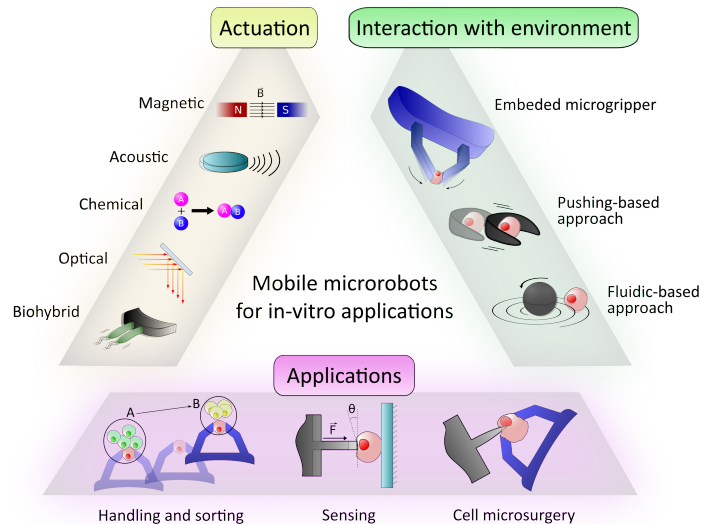 Actuation
Interaction with environment
Magnetic
B
N
S
Acoustic
Chemical
A
+
B
A B
Optical
Biohybrid
Embeded microgripper
Pushing-based
approach
Fluidic-based
approach
Mobile microrobots
for in-vitro applications
Applications
A
B
F
θ
Handling and sorting
Sensing
Cell microsurgery